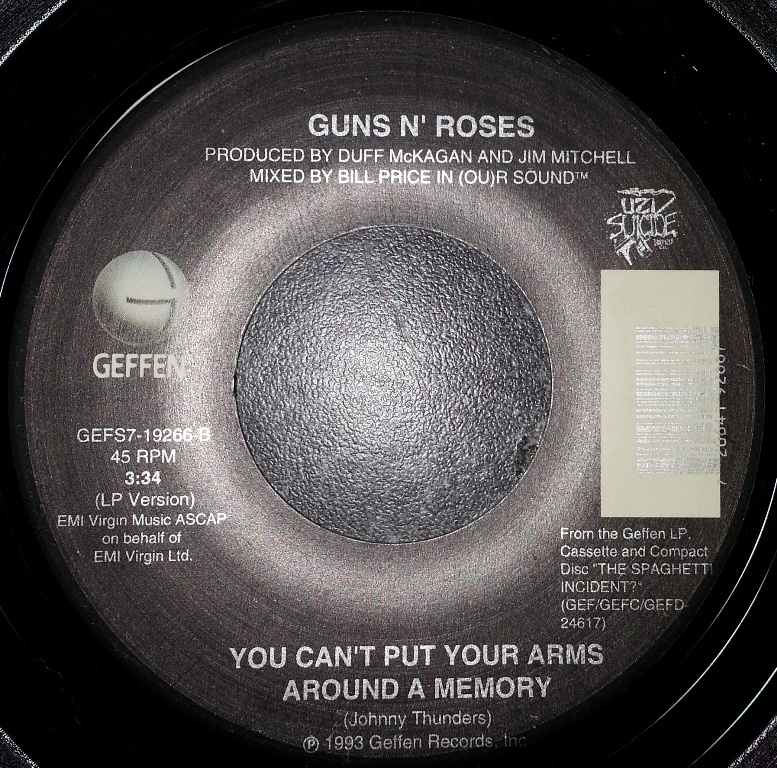 GUNS N' ROSES
PRODUCED BY DUFF McKAGAN AND JIM MITCHELL
MIXED BY BILL PRICE IN (OU)R SOUND™
UZI
SUICIDE
GEFFEN
GEFS7-19266-B
45 RPM
3:34
(LP Version)
EMI Virgin Music ASCAP
on behalf of
EMI Virgin Ltd.
From the Geffen LP.
Cassette and Compact
Disc "THE SPAGHETTI
INCIDENT?"
(GEF/GEFC/GEFD-
24617)
YOU CAN'T PUT YOUR ARMS
AROUND A MEMORY
(Johnny Thunders)
℗ 1993 Geffen Records, Inc